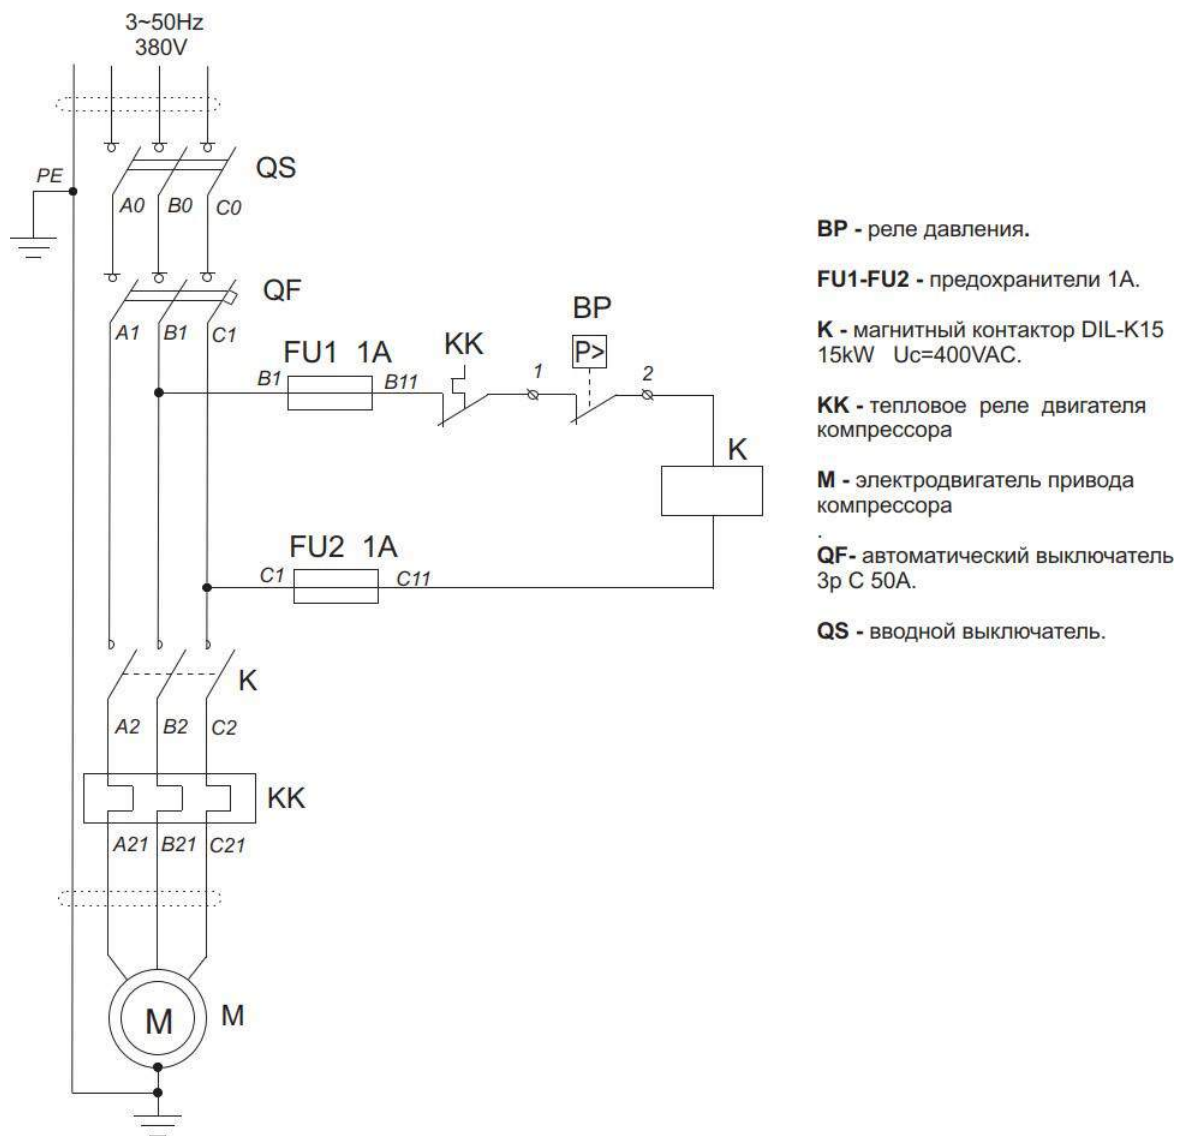 3~50Hz
380V
QS
PE
A0
B0
C0
QF
A1
B1
C1
FU1 1A
B1
B11
KK
1
BP
P>
2
K
FU2 1A
C1
C11
K
A2
B2
C2
KK
A21
B21
C21
M
M
BP - реле давления.
FU1-FU2 - предохранители 1А.
K - магнитный контактор DIL-K15
15kW Uc=400VAC.
KK - тепловое реле двигателя
компрессора
M - электродвигатель привода
компрессора
.
QF- автоматический выключатель
3р С 50А.
QS - вводной выключатель.